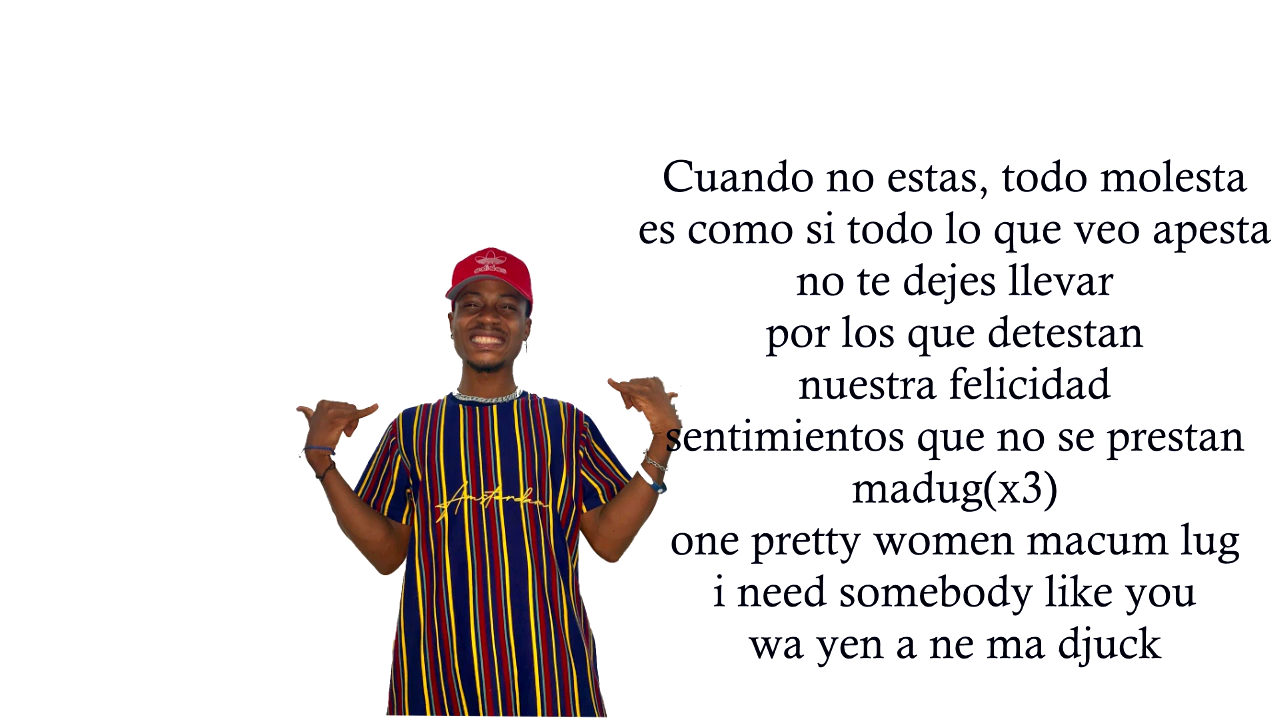 Cuando no estas, todo molesta
es como si todo lo que veo apesta
no te dejes llevar
por los que detestan
nuestra felicidad
sentimientos que no se prestan
madug(x3)
one pretty women macum lug
i need somebody like you
wa yen a ne ma djuck
adidas
Amsterdam